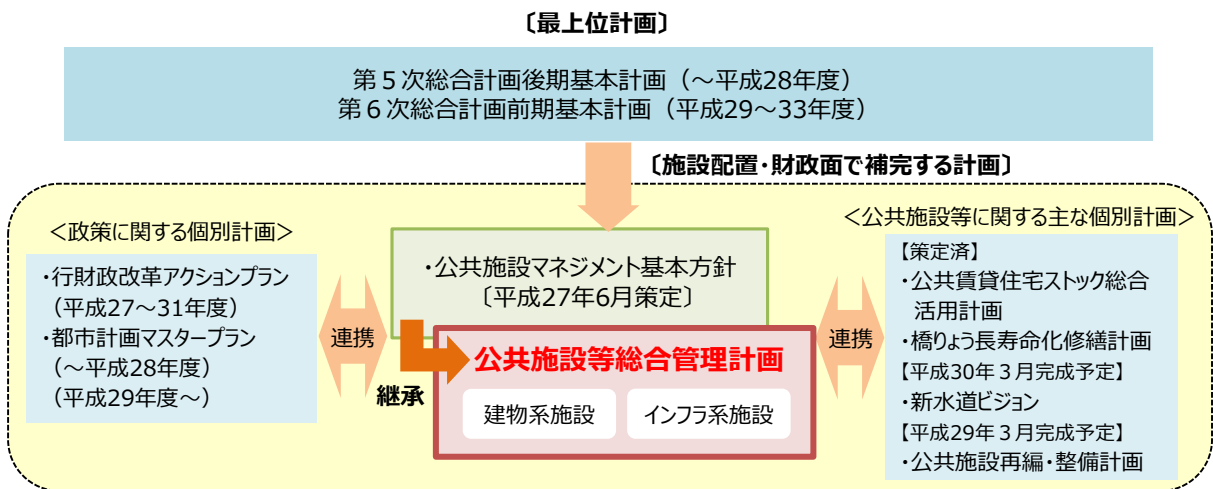 〔最上位計画〕
第５次総合計画後期基本計画（～平成28年度）
第６次総合計画前期基本計画（平成29～33年度）
〔施設配置・財政面で補完する計画〕
＜政策に関する個別計画＞
・行財政改革アクションプラン
（平成27～31年度）
・都市計画マスタープラン
（～平成28年度）
（平成29年度～）
連携
継承
・公共施設マネジメント基本方針
〔平成27年6月策定〕
公共施設等総合管理計画
建物系施設
インフラ系施設
連携
＜公共施設等に関する主な個別計画＞
【策定済】
・公共賃貸住宅ストック総合
活用計画
・橋りょう長寿命化修繕計画
【平成30年３月完成予定】
・新水道ビジョン
【平成29年３月完成予定】
・公共施設再編・整備計画